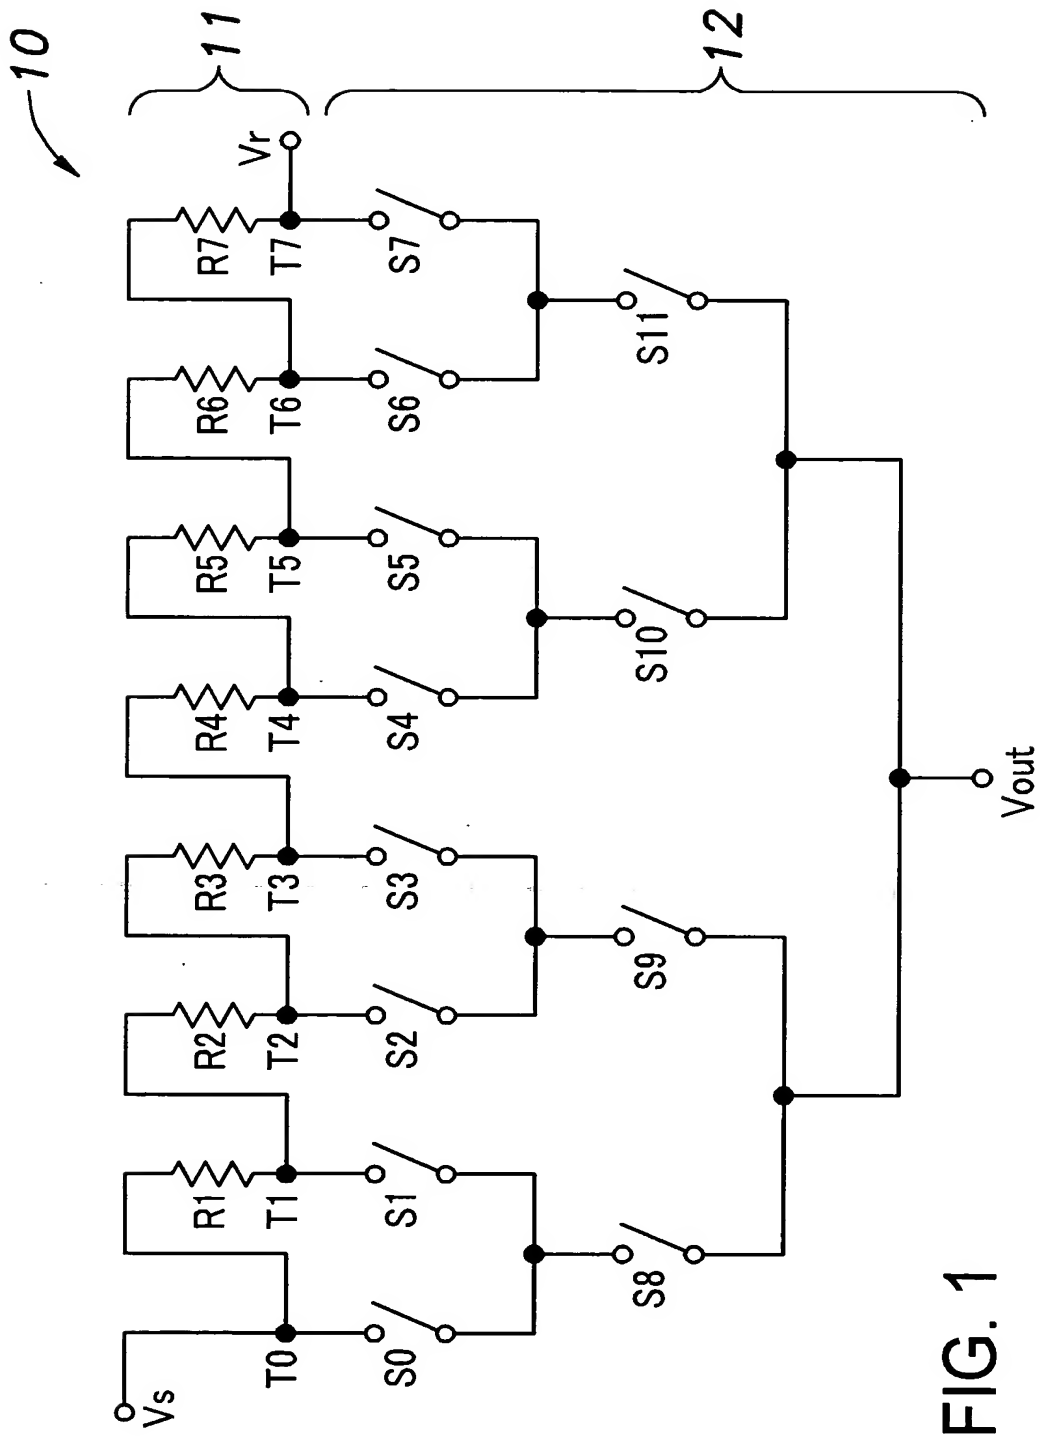 10
11
12
Vs
Vr
R1 R2 R3 R4 R5 R6 R7
T0 T1 T2 T3 T4 T5 T6 T7
S0 S1 S2 S3 S4 S5 S6 S7
S8 S9 S10 S11
Vout
FIG. 1